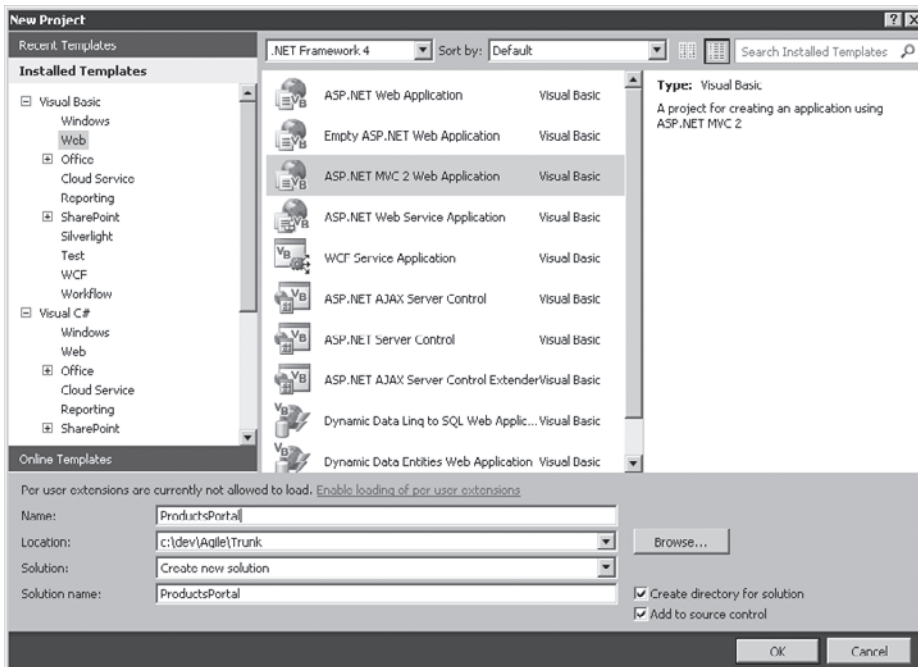 New Project
Recent Templates
Installed Templates
Visual Basic
Windows
Web
Office
Cloud Service
Reporting
SharePoint
Silverlight
Test
WCF
Workflow
Visual C#
Windows
Web
Office
Cloud Service
Reporting
SharePoint
Online Templates
.NET Framework 4
Sort by: Default
Search Installed Templates
ASP.NET Web Application Visual Basic
Empty ASP.NET Web Application Visual Basic
ASP.NET MVC 2 Web Application Visual Basic
ASP.NET Web Service Application Visual Basic
WCF Service Application Visual Basic
ASP.NET AJAX Server Control Visual Basic
ASP.NET Server Control Visual Basic
ASP.NET AJAX Server Control Extender Visual Basic
Dynamic Data Linq to SQL Web Applic... Visual Basic
Dynamic Data Entities Web Application Visual Basic
Type: Visual Basic
A project for creating an application using
ASP.NET MVC 2
Per user extensions are currently not allowed to load. Enable loading of per user extensions
Name: ProductsPortal
Location: c:\dev\Agile\Trunk
Browse...
Solution: Create new solution
Solution name: ProductsPortal
Create directory for solution
Add to source control
OK
Cancel